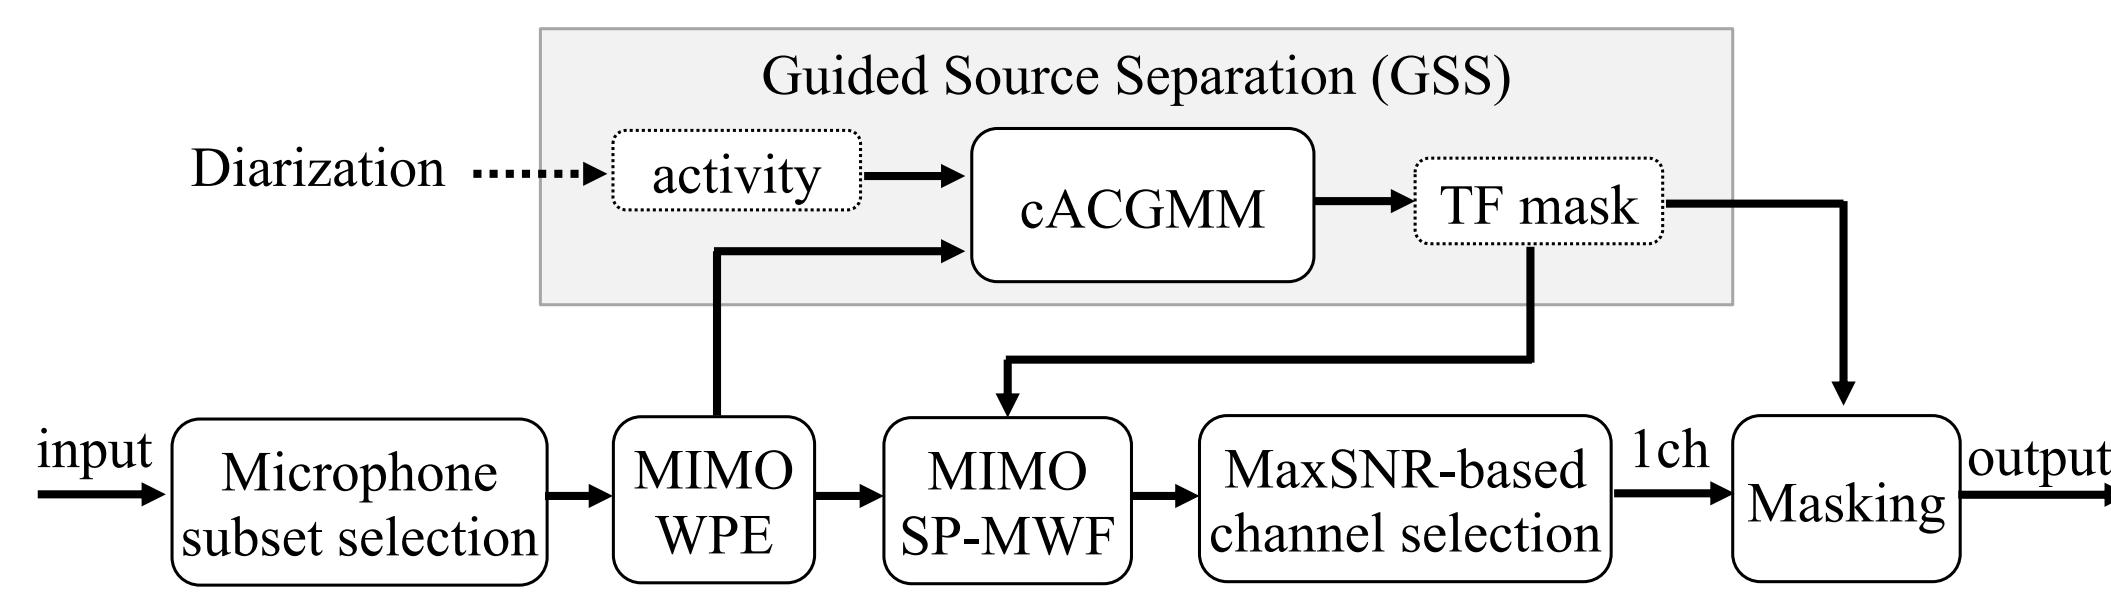 Guided Source Separation (GSS)
Diarization
activity
cACGMM
TF mask
input
Microphone
subset selection
MIMO
WPE
MIMO
SP-MWF
MaxSNR-based
channel selection
1ch
Masking
output